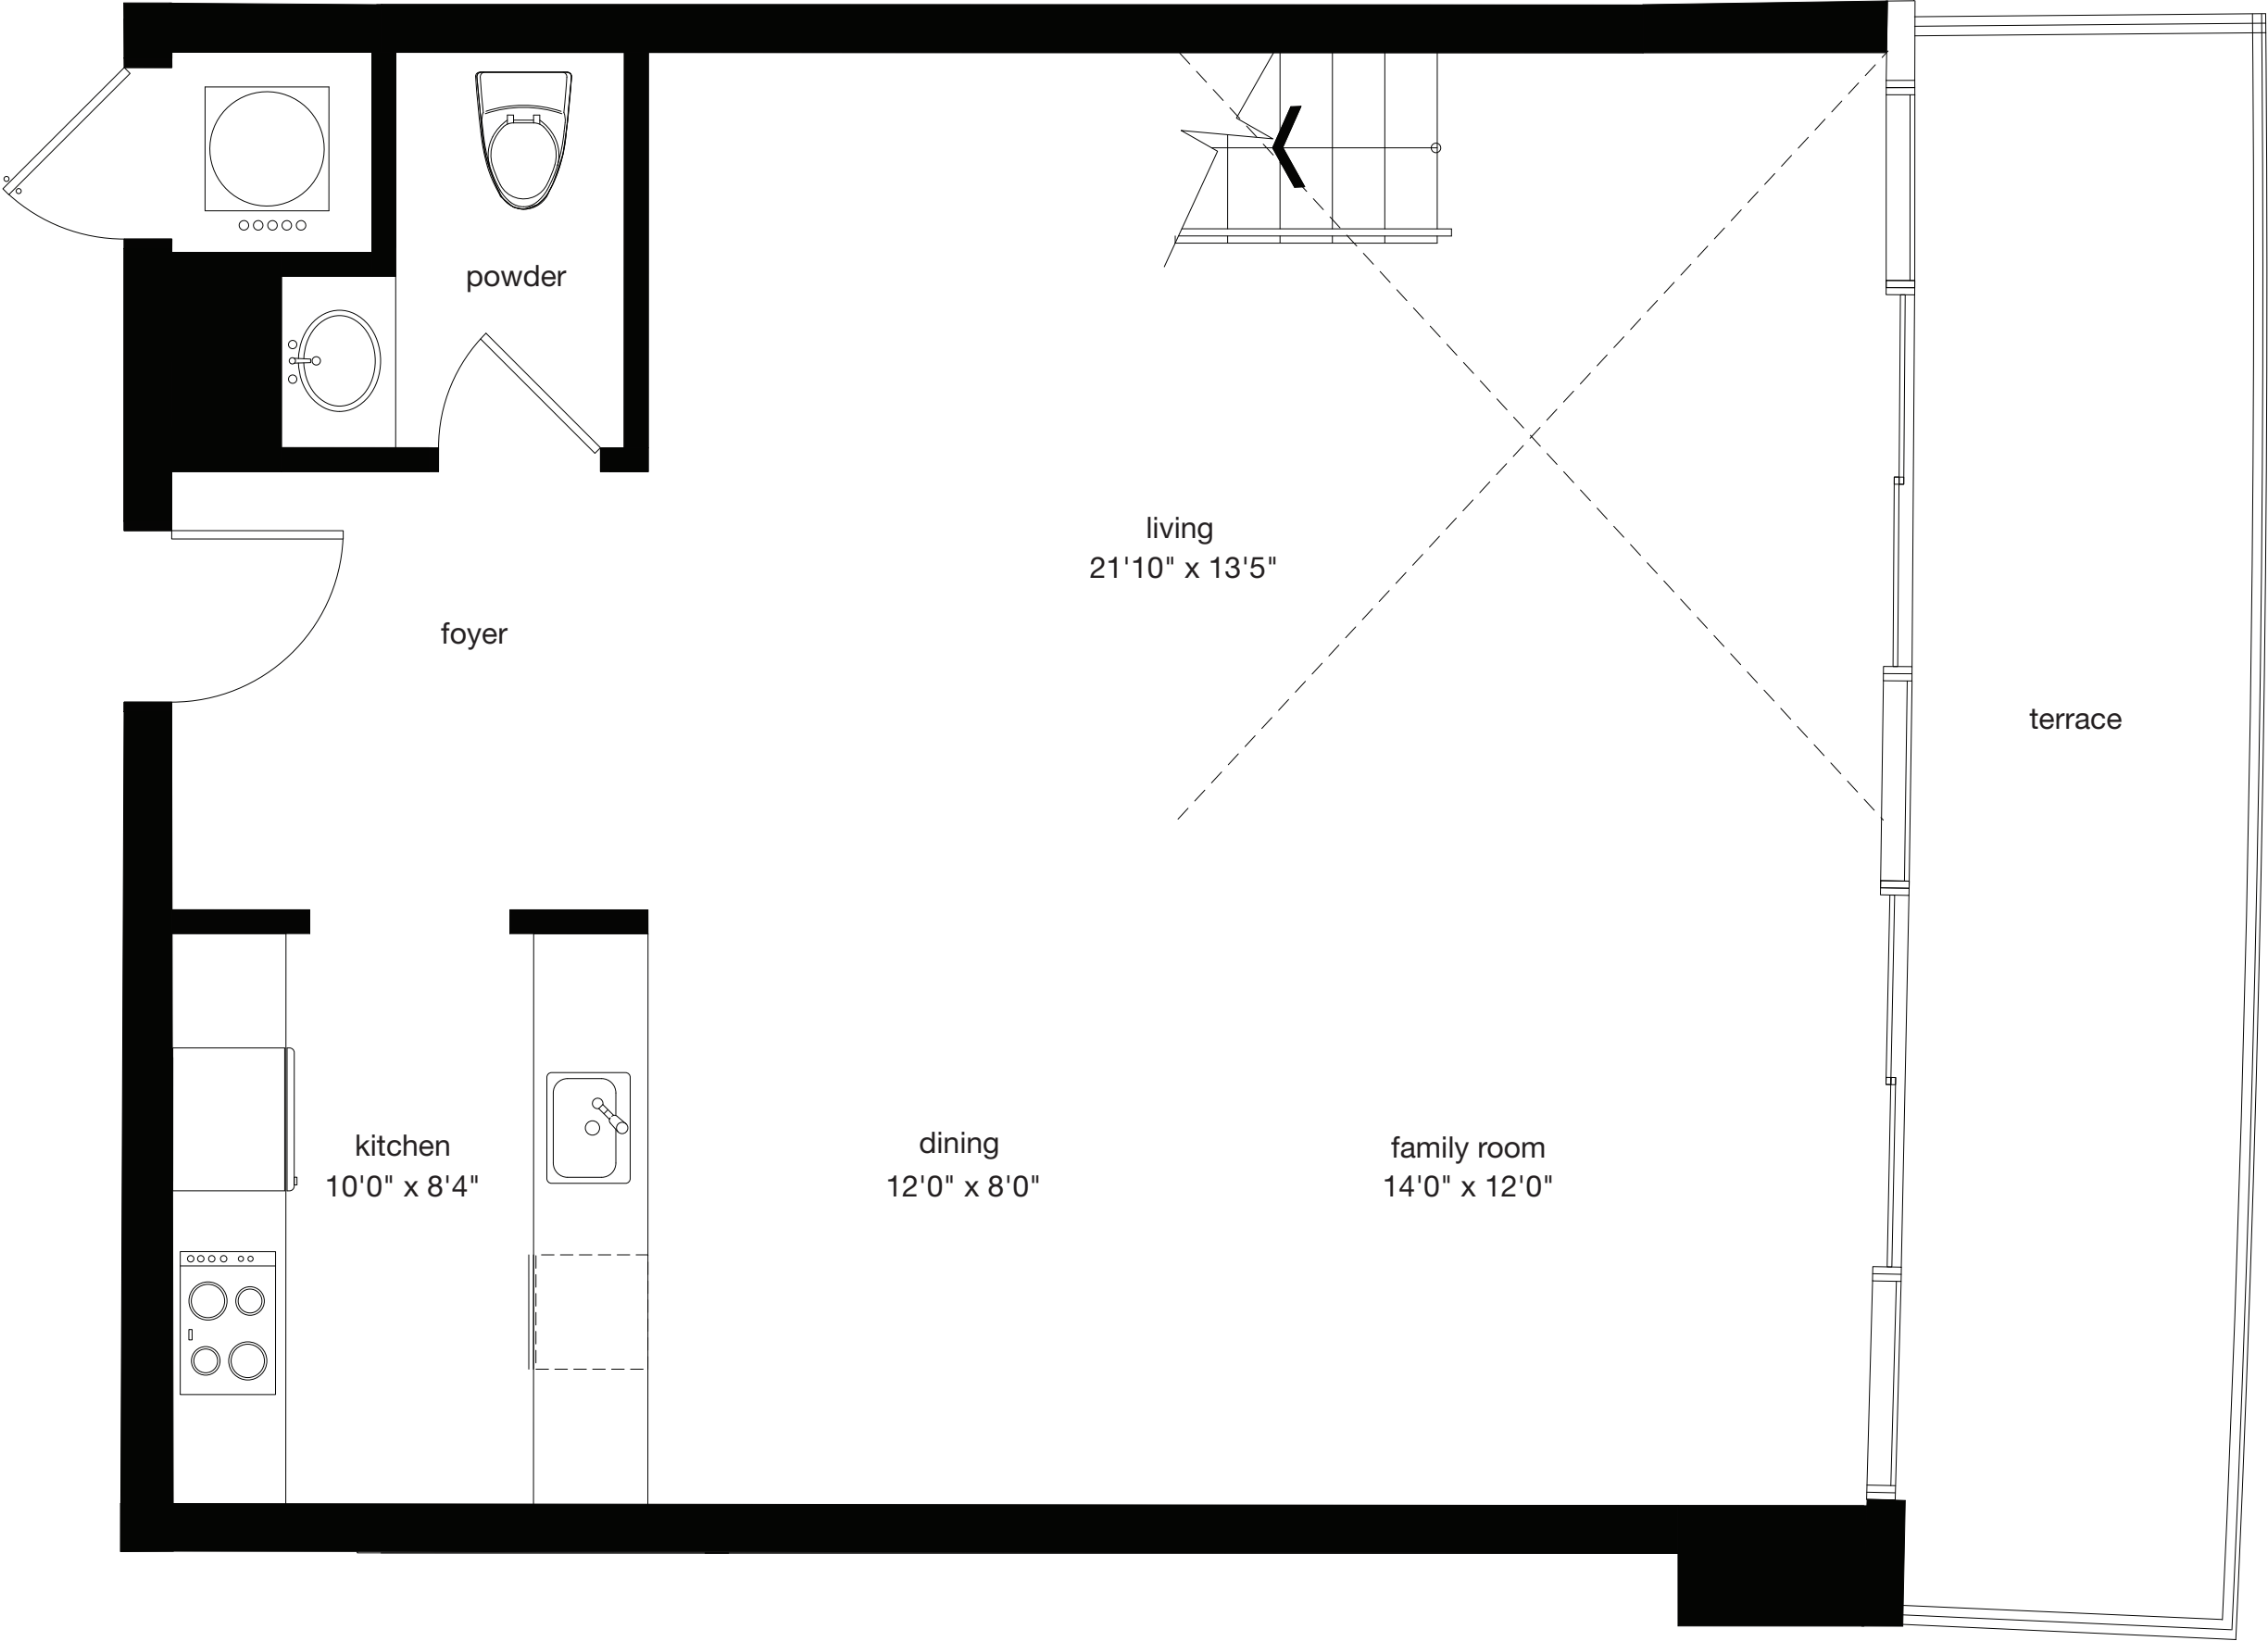 powder
living
21'10" x 13'5"
foyer
terrace
kitchen
10'0" x 8'4"
dining
12'0" x 8'0"
family room
14'0" x 12'0"